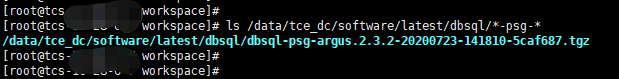 [root@tcs- workspace]#
[root@tcs- workspace]# ls /data/tce_dc/software/latest/dbsql/*-psg-*
/data/tce_dc/software/latest/dbsql/dbsql-psg-argus.2.3.2-20200723-141810-5caf687.tgz
[root@tcs- workspace]#
[root@tcs- workspace]#